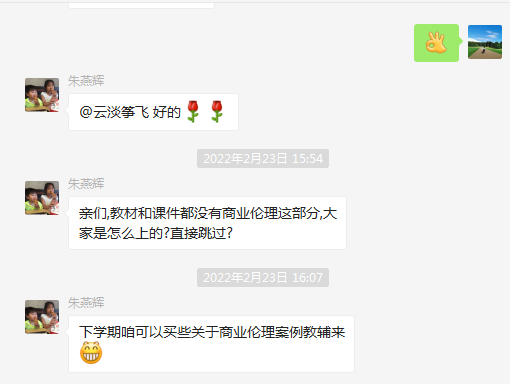 朱燕辉
@云淡筝飞 好的
2022年2月23日 15:54
朱燕辉
亲们,教材和课件都没有商业伦理这部分,大
家是怎么上的?直接跳过?
2022年2月23日 16:07
朱燕辉
下学期咱可以买些关于商业伦理案例教辅来